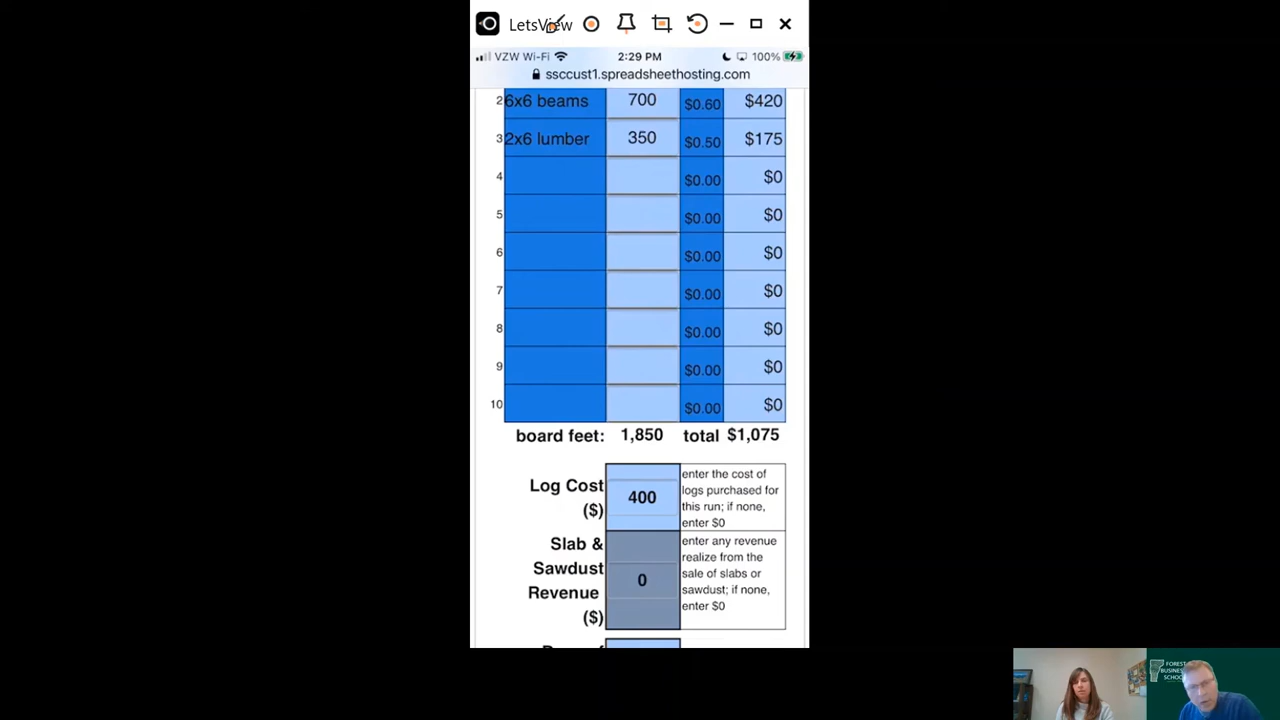 LetsView
VZW Wi-Fi 2:29 PM 100%
ssccust1.spreadsheethosting.com
2 6x6 beams 700 $0.60 $420
3 2x6 lumber 350 $0.50 $175
4 $0.00 $0
5 $0.00 $0
6 $0.00 $0
7 $0.00 $0
8 $0.00 $0
9 $0.00 $0
10 $0.00 $0
board feet: 1,850 total $1,075
Log Cost
($)
400
enter the cost of
logs purchased for
this run; if none,
enter $0
Slab &
Sawdust
Revenue
($)
0
enter any revenue
realize from the
sale of slabs or
sawdust; if none,
enter $0
FOREST
BUSINESS
SCHOOL